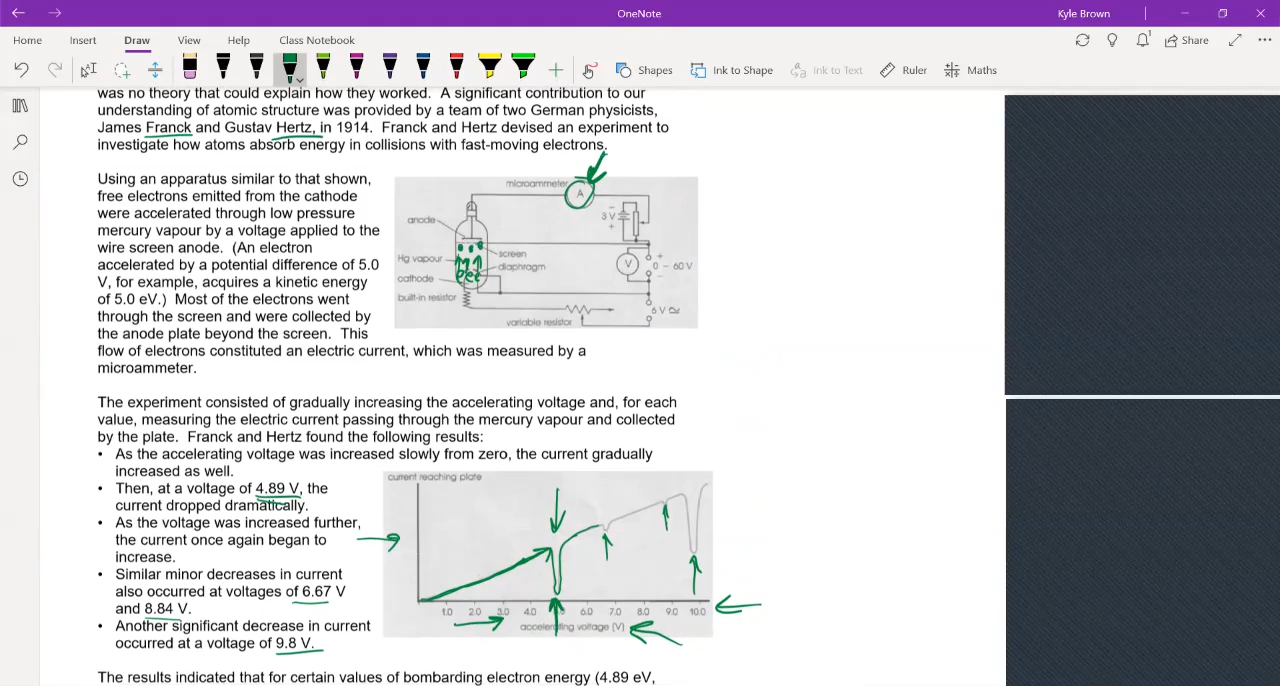 OneNote
Kyle Brown
Home Insert Draw View Help Class Notebook
Share
Shapes Ink to Shape Ink to Text Ruler Maths
was no theory that could explain how they worked. A significant contribution to our
understanding of atomic structure was provided by a team of two German physicists,
James Franck and Gustav Hertz, in 1914. Franck and Hertz devised an experiment to
investigate how atoms absorb energy in collisions with fast-moving electrons.
Using an apparatus similar to that shown,
free electrons emitted from the cathode
were accelerated through low pressure
mercury vapour by a voltage applied to the
wire screen anode. (An electron
accelerated by a potential difference of 5.0
V, for example, acquires a kinetic energy
of 5.0 eV.) Most of the electrons went
through the screen and were collected by
the anode plate beyond the screen. This
flow of electrons constituted an electric current, which was measured by a
microammeter.
microammeter
A
anode
3 V
screen
Hg vapour
diaphragm
V
0 – 60 V
cathode
built-in resistor
6 V
variable resistor
The experiment consisted of gradually increasing the accelerating voltage and, for each
value, measuring the electric current passing through the mercury vapour and collected
by the plate. Franck and Hertz found the following results:
• As the accelerating voltage was increased slowly from zero, the current gradually
increased as well.
• Then, at a voltage of 4.89 V, the
current dropped dramatically.
• As the voltage was increased further,
the current once again began to
increase.
• Similar minor decreases in current
also occurred at voltages of 6.67 V
and 8.84 V.
• Another significant decrease in current
occurred at a voltage of 9.8 V.
current reaching plate
1.0 2.0 3.0 4.0 6.0 7.0 8.0 9.0 10.0
accelerating voltage (V)
The results indicated that for certain values of bombarding electron energy (4.89 eV,